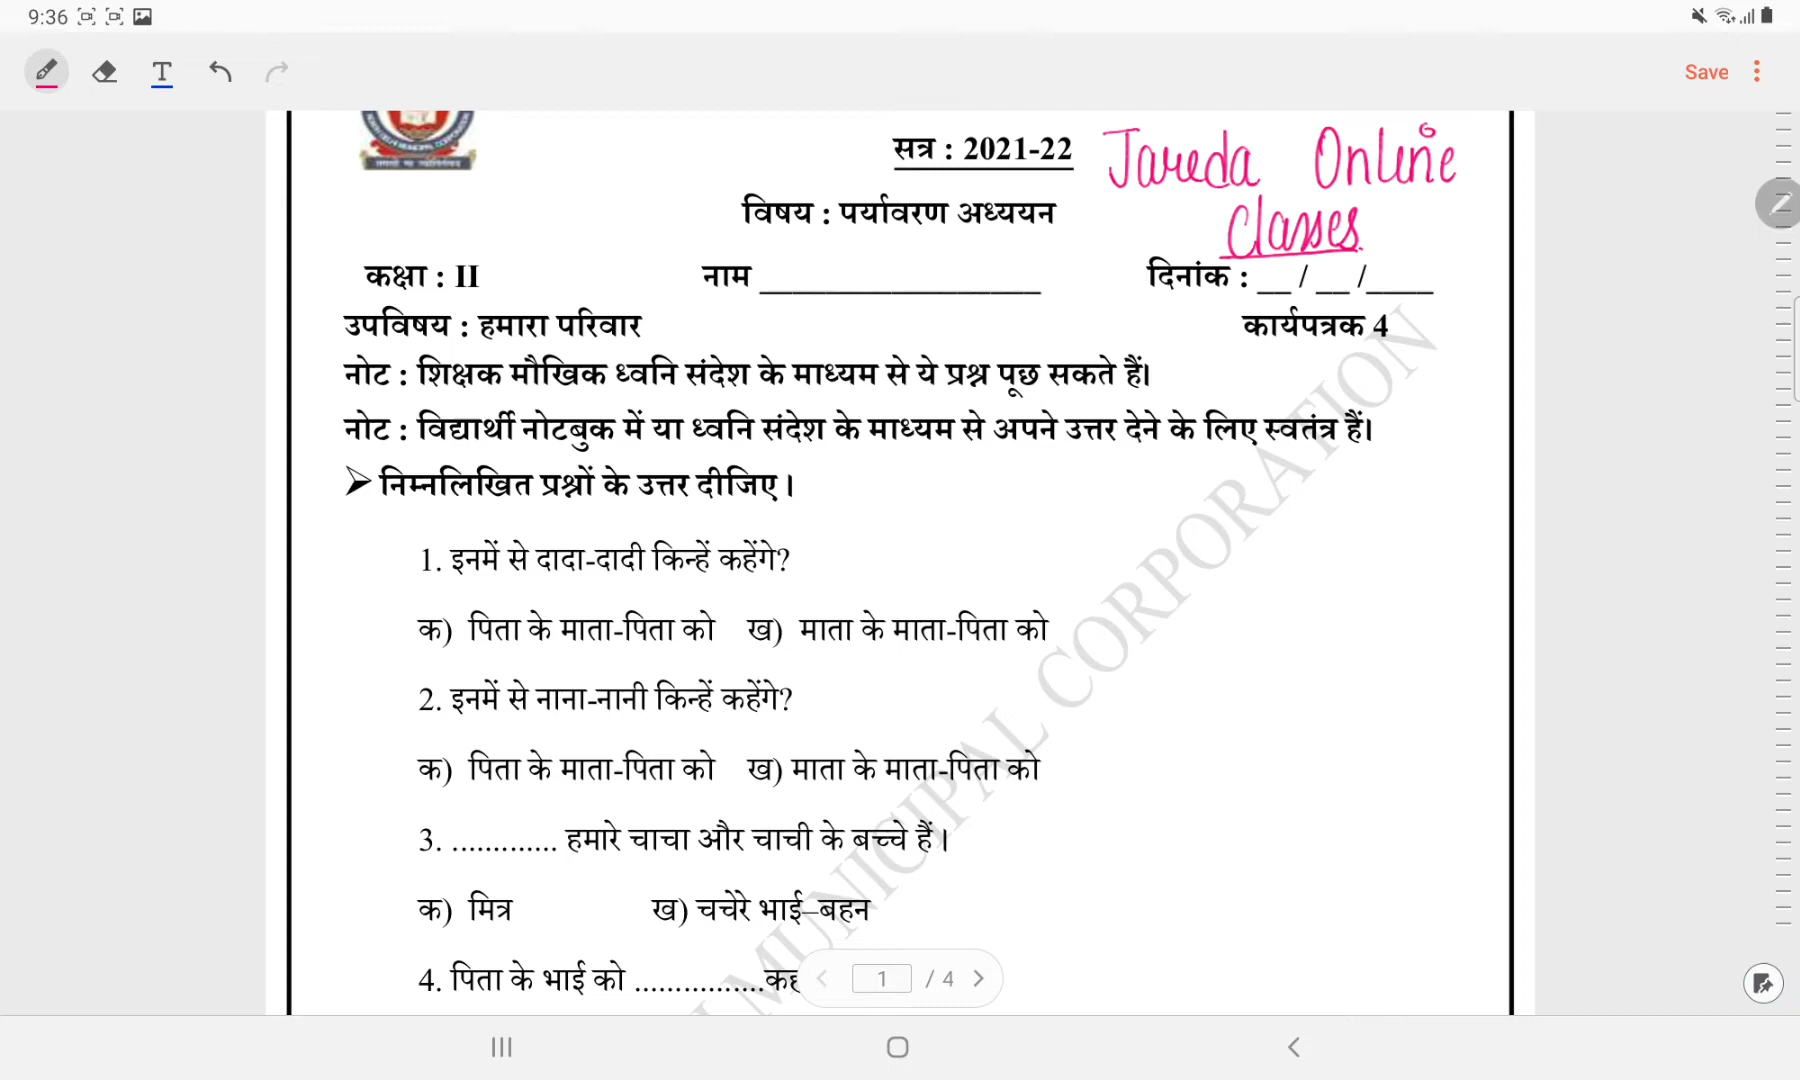 9:36
Save
सत्र : 2021-22
Jareda Online
Classes.
विषय : पर्यावरण अध्ययन
कक्षा : II नाम __________________ दिनांक : __ / __ /____
उपविषय : हमारा परिवार कार्यपत्रक 4
नोट : शिक्षक मौखिक ध्वनि संदेश के माध्यम से ये प्रश्न पूछ सकते हैं।
नोट : विद्यार्थी नोटबुक में या ध्वनि संदेश के माध्यम से अपने उत्तर देने के लिए स्वतंत्र हैं।
➢ निम्नलिखित प्रश्नों के उत्तर दीजिए ।
1. इनमें से दादा-दादी किन्हें कहेंगे?
क) पिता के माता-पिता को ख) माता के माता-पिता को
2. इनमें से नाना-नानी किन्हें कहेंगे?
क) पिता के माता-पिता को ख) माता के माता-पिता को
3. ............. हमारे चाचा और चाची के बच्चे हैं।
क) मित्र ख) चचेरे भाई–बहन
4. पिता के भाई को ................
1 / 4
MUNICIPAL CORPORATION